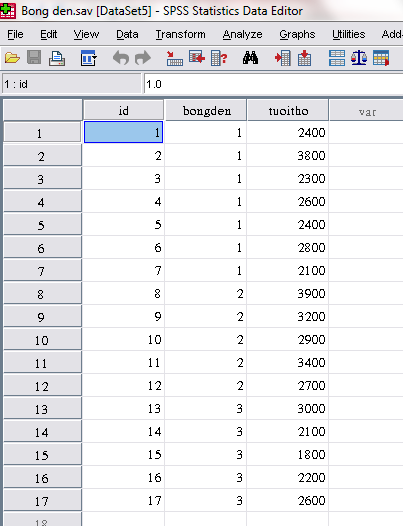 Bong den.sav [DataSet5] - SPSS Statistics Data Editor
File Edit View Data Transform Analyze Graphs Utilities Add-
1 : id 1.0
id bongden tuoitho var
1 1 1 2400
2 2 1 3800
3 3 1 2300
4 4 1 2600
5 5 1 2400
6 6 1 2800
7 7 1 2100
8 8 2 3900
9 9 2 3200
10 10 2 2900
11 11 2 3400
12 12 2 2700
13 13 3 3000
14 14 3 2100
15 15 3 1800
16 16 3 2200
17 17 3 2600
18